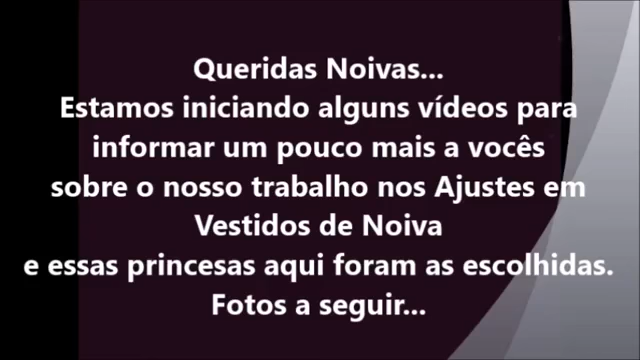 Queridas Noivas...
Estamos iniciando alguns vídeos para
informar um pouco mais a vocês
sobre o nosso trabalho nos Ajustes em
Vestidos de Noiva
e essas princesas aqui foram as escolhidas.
Fotos a seguir...